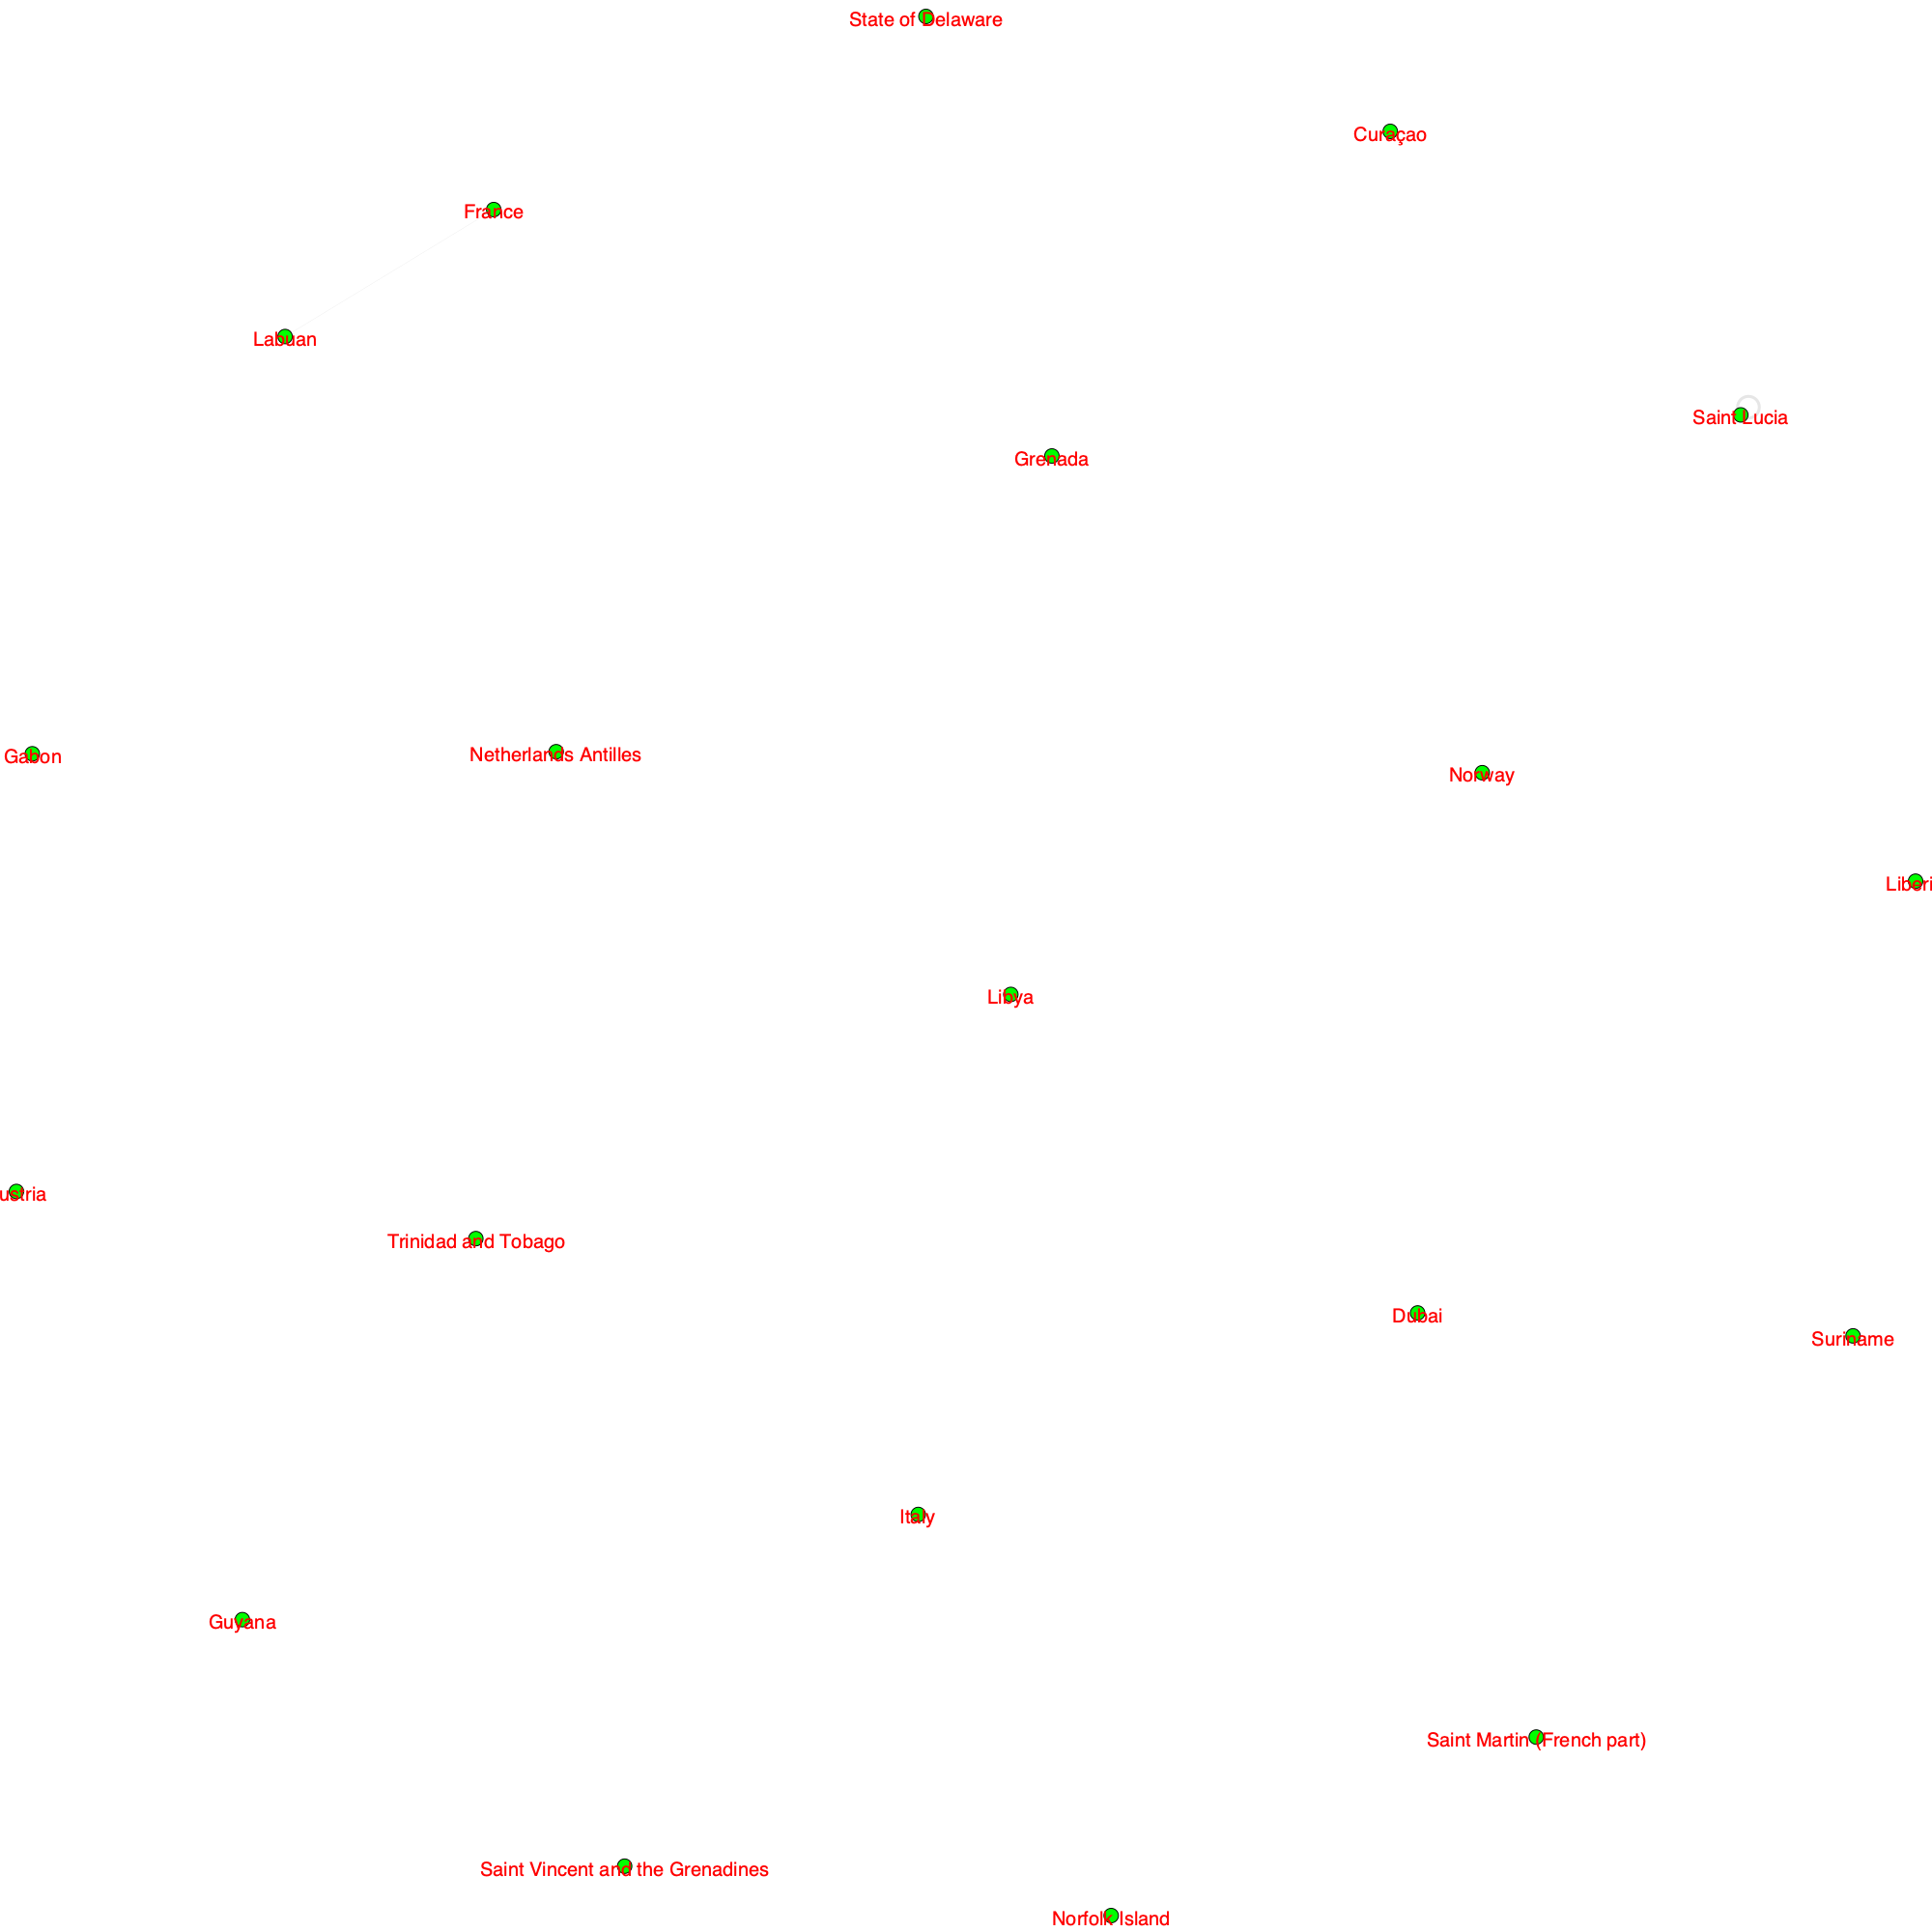 State of Delaware
Curaçao
France
Labuan
Saint Lucia
Grenada
Gabon
Netherlands Antilles
Norway
Liberi
Libya
ustria
Trinidad and Tobago
Dubai
Suriname
Italy
Guyana
Saint Martin (French part)
Saint Vincent and the Grenadines
Norfolk Island